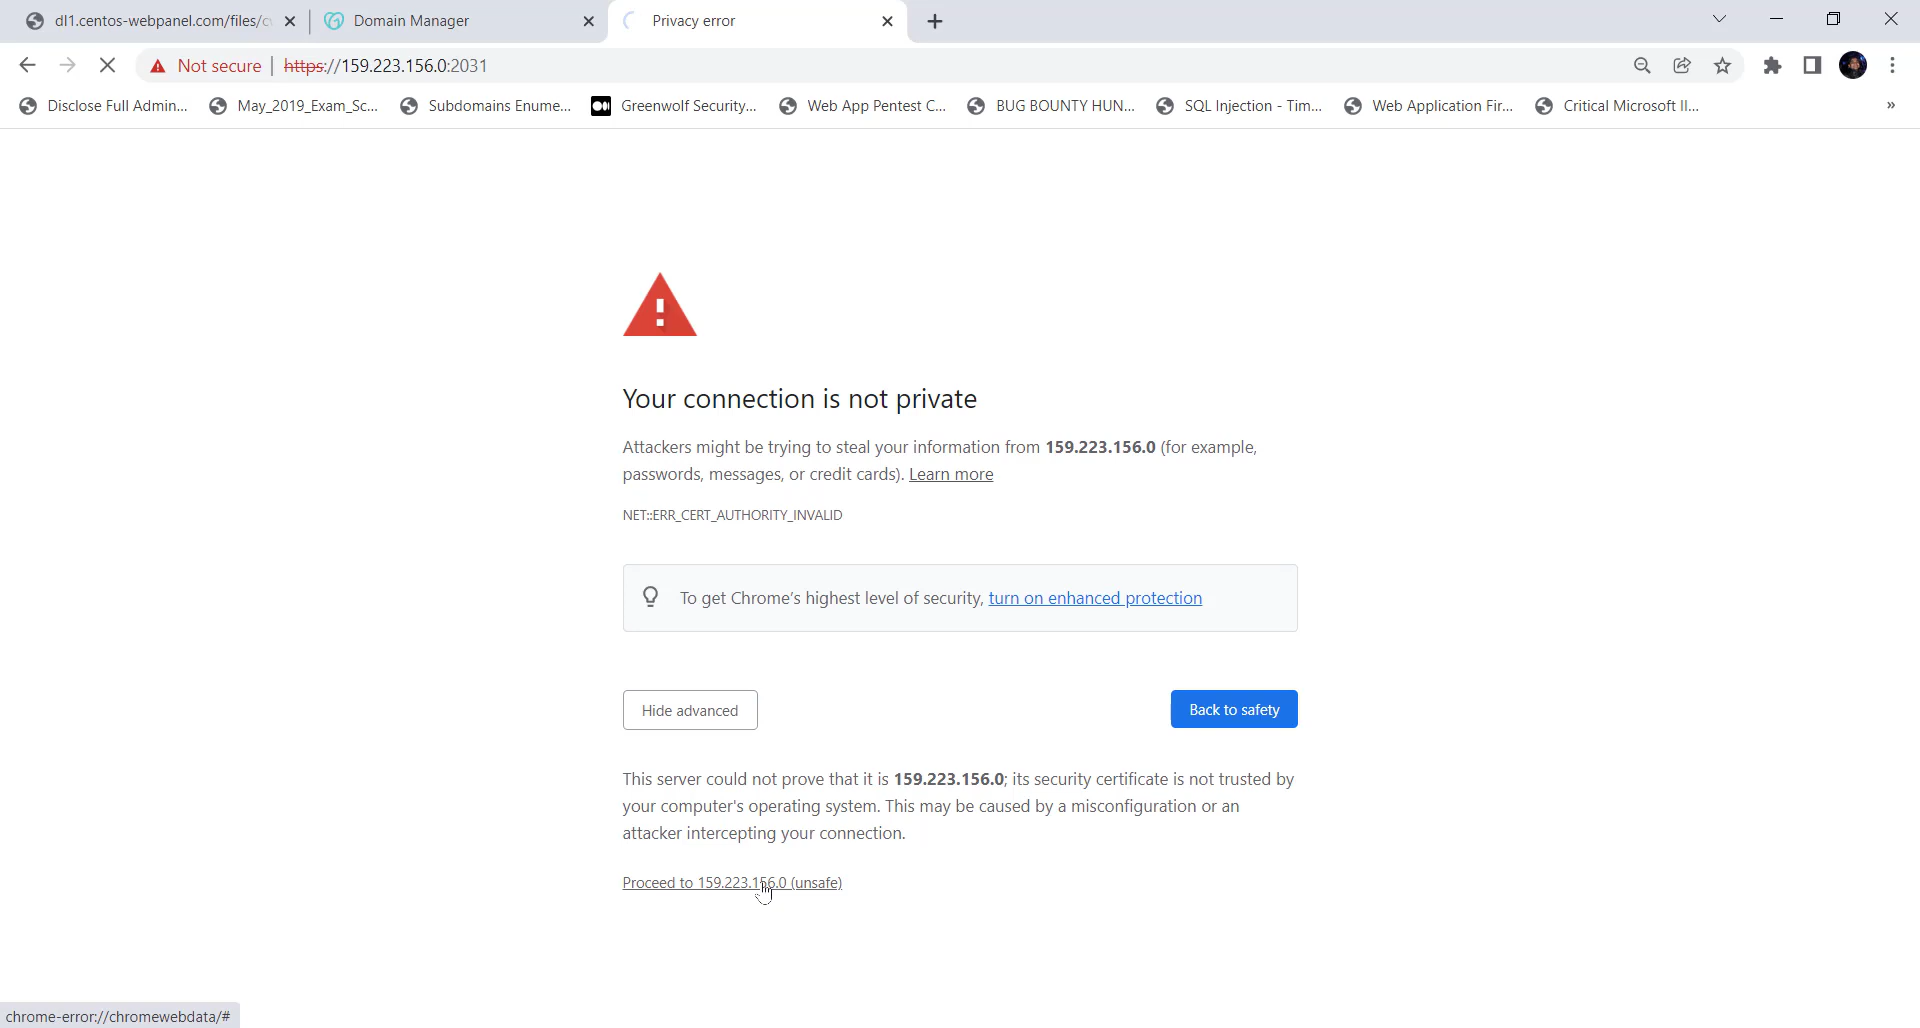 dl1.centos-webpanel.com/files/c
Domain Manager
Privacy error
Not secure
https://159.223.156.0:2031
Disclose Full Admin...
May_2019_Exam_Sc...
Subdomains Enume...
Greenwolf Security...
Web App Pentest C...
BUG BOUNTY HUN...
SQL Injection - Tim...
Web Application Fir...
Critical Microsoft II...
»
Your connection is not private
Attackers might be trying to steal your information from 159.223.156.0 (for example,
passwords, messages, or credit cards). Learn more
NET::ERR_CERT_AUTHORITY_INVALID
To get Chrome's highest level of security, turn on enhanced protection
Hide advanced
Back to safety
This server could not prove that it is 159.223.156.0; its security certificate is not trusted by
your computer's operating system. This may be caused by a misconfiguration or an
attacker intercepting your connection.
Proceed to 159.223.156.0 (unsafe)
chrome-error://chromewebdata/#